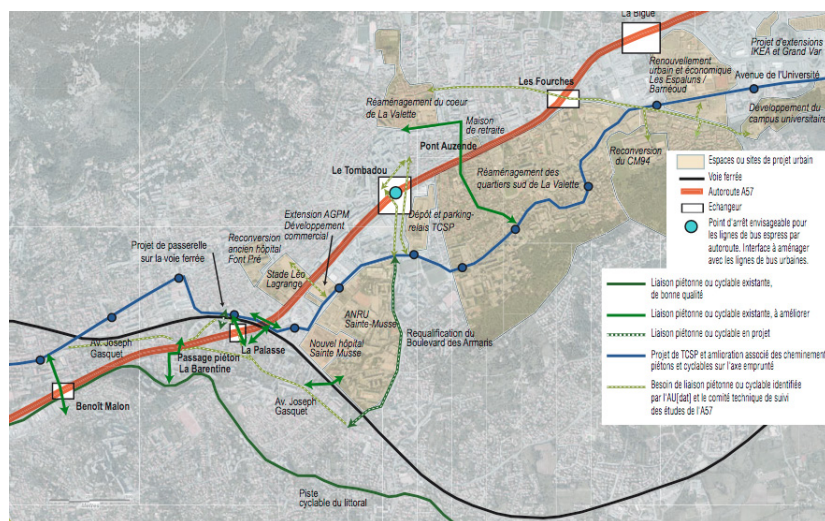 La Bigue
Projet d'extensions
IKEA et Grand Var
Renouvellement
urbain et économique
Les Espaluns /
Barnéoud
Avenue de l'Université
Les Fourches
Réaménagement du coeur
de La Valette
Développement du
campus universitaire
Maison
de retraite
Pont Auzende
Reconversion
du CM94
Le Tombadou
Réaménagement des
quartiers sud de La Valette
Extension AGPM
Développement
commercial
Dépôt et parking-
relais TCSP
Reconversion
ancien hôpital
Font Pré
Projet de passerelle
sur la voie ferrée
Stade Léo
Lagrange
ANRU
Sainte-Musse
Requalification du
Boulevard des Armaris
Nouvel hôpital
Sainte Musse
Av. Joseph
Gasquet
La Palasse
Passage piéton
La Barentine
Benoît Malon
Av. Joseph
Gasquet
Piste
cyclable du littoral
Espaces ou sites de projet urbain
Voie ferrée
Autoroute A57
Echangeur
Point d'arrêt envisageable pour
les lignes de bus espress par
autoroute. Interface à aménager
avec les lignes de bus urbaines.
Liaison piétonne ou cyclable existante,
de bonne qualité
Liaison piétonne ou cyclable existante, à améliorer
Liaison piétonne ou cyclable en projet
Projet de TCSP et amlioration associé des cheminement
piétons et cyclables sur l'axe emprunté
Besoin de liaison piétonne ou cyclable identifiée
par l'AU[dat] et le comité technique de suivi
des études de l'A57